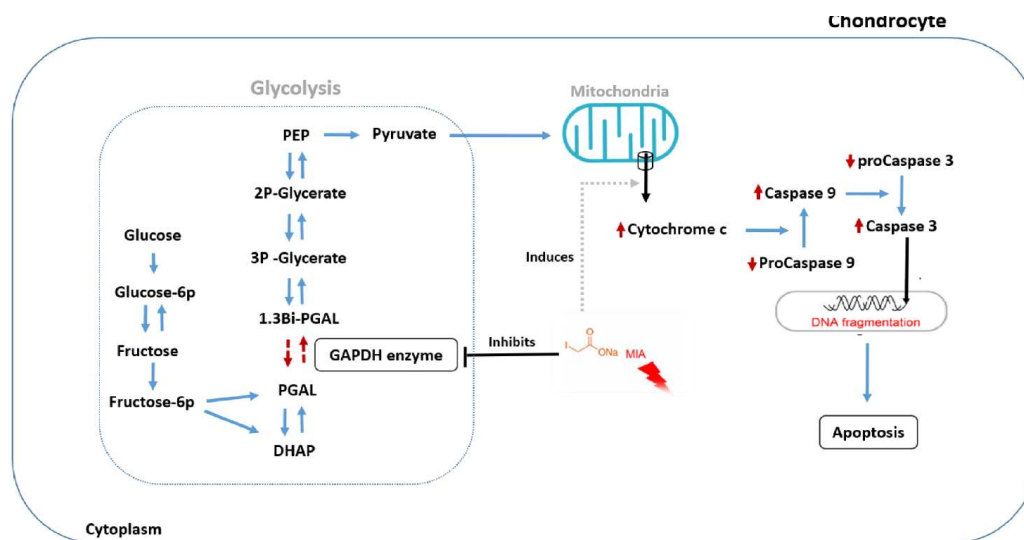 Chondrocyte
Glycolysis
Mitochondria
PEP
Pyruvate
2P-Glycerate
3P -Glycerate
1.3Bi-PGAL
GAPDH enzyme
PGAL
DHAP
Glucose
Glucose-6p
Fructose
Fructose-6p
Inhibits
Induces
I
O
ONa
MIA
Cytochrome c
Caspase 9
ProCaspase 9
proCaspase 3
Caspase 3
DNA fragmentation
Apoptosis
Cytoplasm